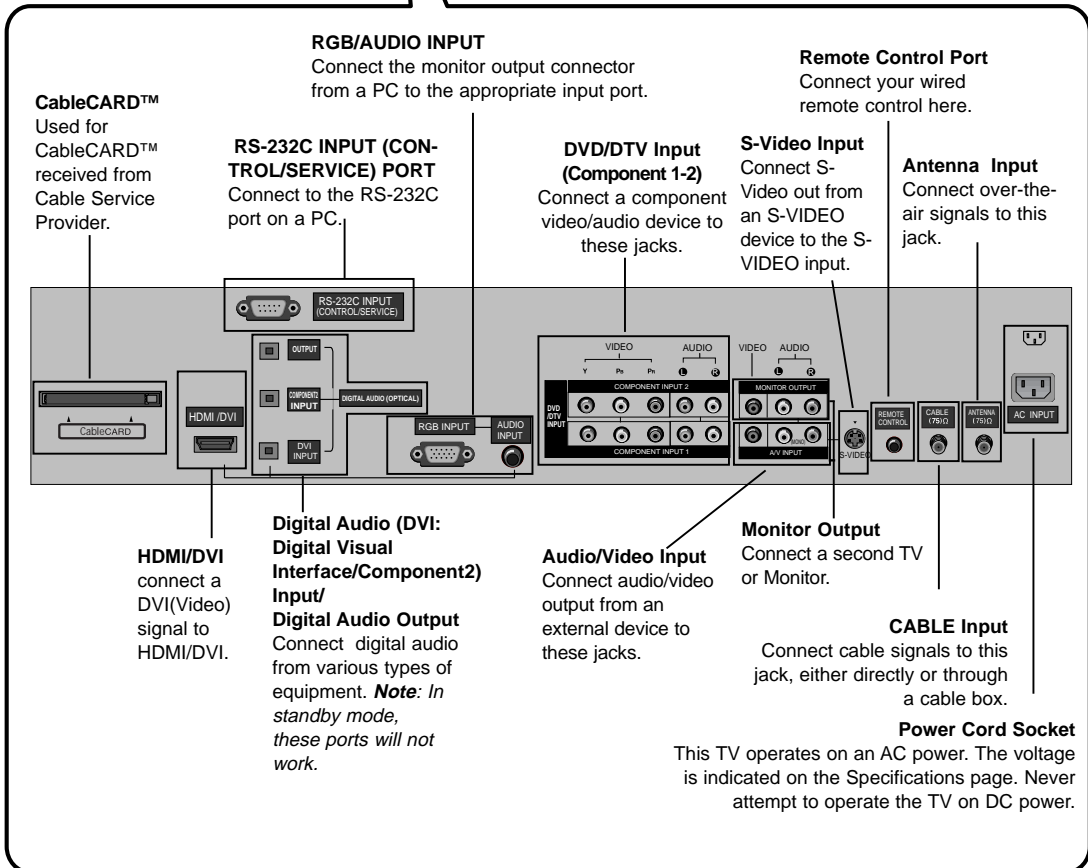 RGB/AUDIO INPUT
Connect the monitor output connector
from a PC to the appropriate input port.
Remote Control Port
Connect your wired
remote control here.
CableCARD™
Used for
CableCARD™
received from
Cable Service
Provider.
RS-232C INPUT (CON-
TROL/SERVICE) PORT
Connect to the RS-232C
port on a PC.
DVD/DTV Input
(Component 1-2)
Connect a component
video/audio device to
these jacks.
S-Video Input
Connect S-
Video out from
an S-VIDEO
device to the S-
VIDEO input.
Antenna Input
Connect over-the-
air signals to this
jack.
RS-232C INPUT
(CONTROL/SERVICE)
OUTPUT
COMPONENT2
INPUT
DIGITAL AUDIO (OPTICAL)
DVI
INPUT
CableCARD
HDMI /DVI
RGB INPUT
AUDIO
INPUT
VIDEO
AUDIO
Y
PB
PR
L
R
COMPONENT INPUT 2
DVD
/DTV
INPUT
COMPONENT INPUT 1
VIDEO
AUDIO
L
R
MONITOR OUTPUT
(MONO)
A/V INPUT
S-VIDEO
REMOTE
CONTROL
CABLE
(75)Ω
ANTENNA
(75)Ω
AC INPUT
HDMI/DVI
connect a
DVI(Video)
signal to
HDMI/DVI.
Digital Audio (DVI:
Digital Visual
Interface/Component2)
Input/
Digital Audio Output
Connect digital audio
from various types of
equipment. Note: In
standby mode,
these ports will not
work.
Audio/Video Input
Connect audio/video
output from an
external device to
these jacks.
Monitor Output
Connect a second TV
or Monitor.
CABLE Input
Connect cable signals to this
jack, either directly or through
a cable box.
Power Cord Socket
This TV operates on an AC power. The voltage
is indicated on the Specifications page. Never
attempt to operate the TV on DC power.